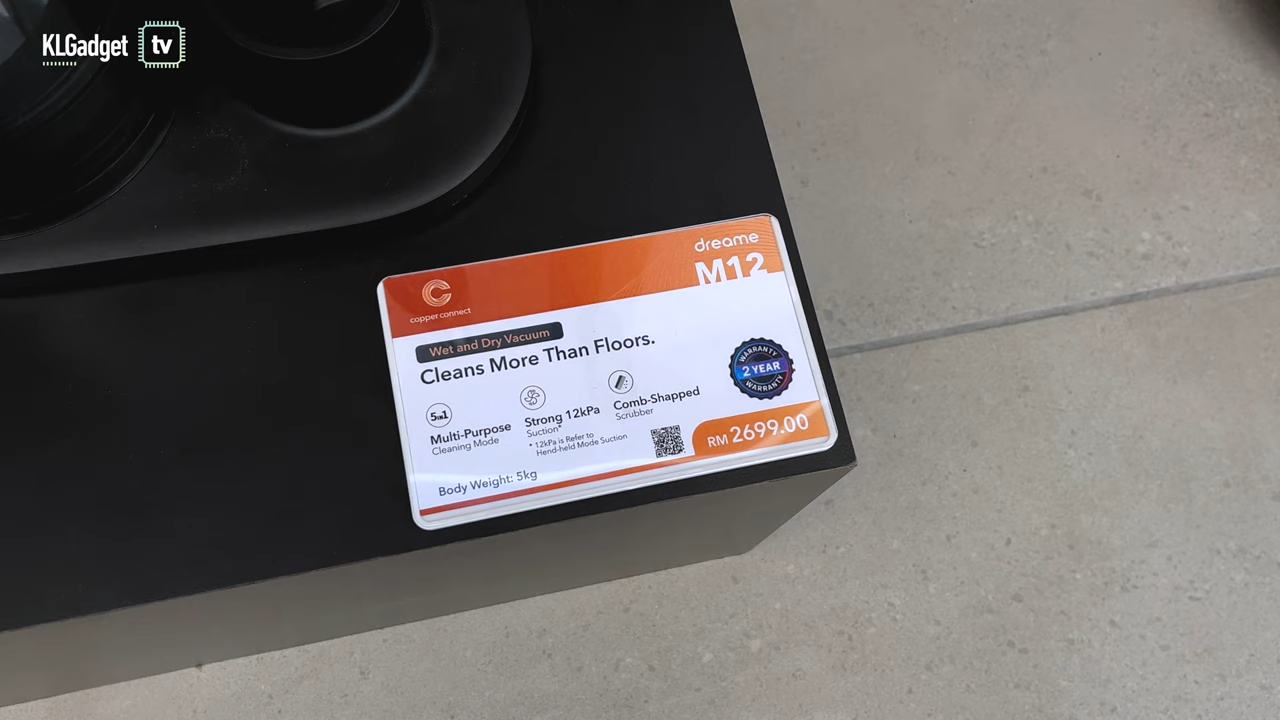 KLGadget tv
dreame
M12
copper connect
Wet and Dry Vacuum
Cleans More Than Floors.
WARRANTY
2 YEAR
WARRANTY
5in1
Multi-Purpose
Cleaning Mode
Strong 12kPa
Suction*
* 12kPa is Refer to
Hend-held Mode Suction
Comb-Shapped
Scrubber
RM 2699.00
Body Weight: 5kg